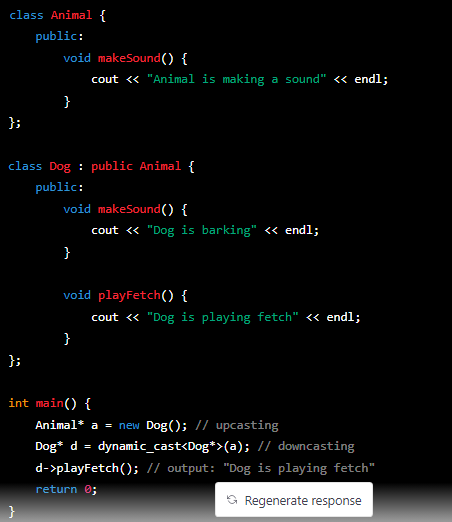 class Animal {
    public:
        void makeSound() {
            cout << "Animal is making a sound" << endl;
        }
};

class Dog : public Animal {
    public:
        void makeSound() {
            cout << "Dog is barking" << endl;
        }

        void playFetch() {
            cout << "Dog is playing fetch" << endl;
        }
};

int main() {
    Animal* a = new Dog(); // upcasting
    Dog* d = dynamic_cast<Dog*>(a); // downcasting
    d->playFetch(); // output: "Dog is playing fetch"
    return 0;
Regenerate response
}